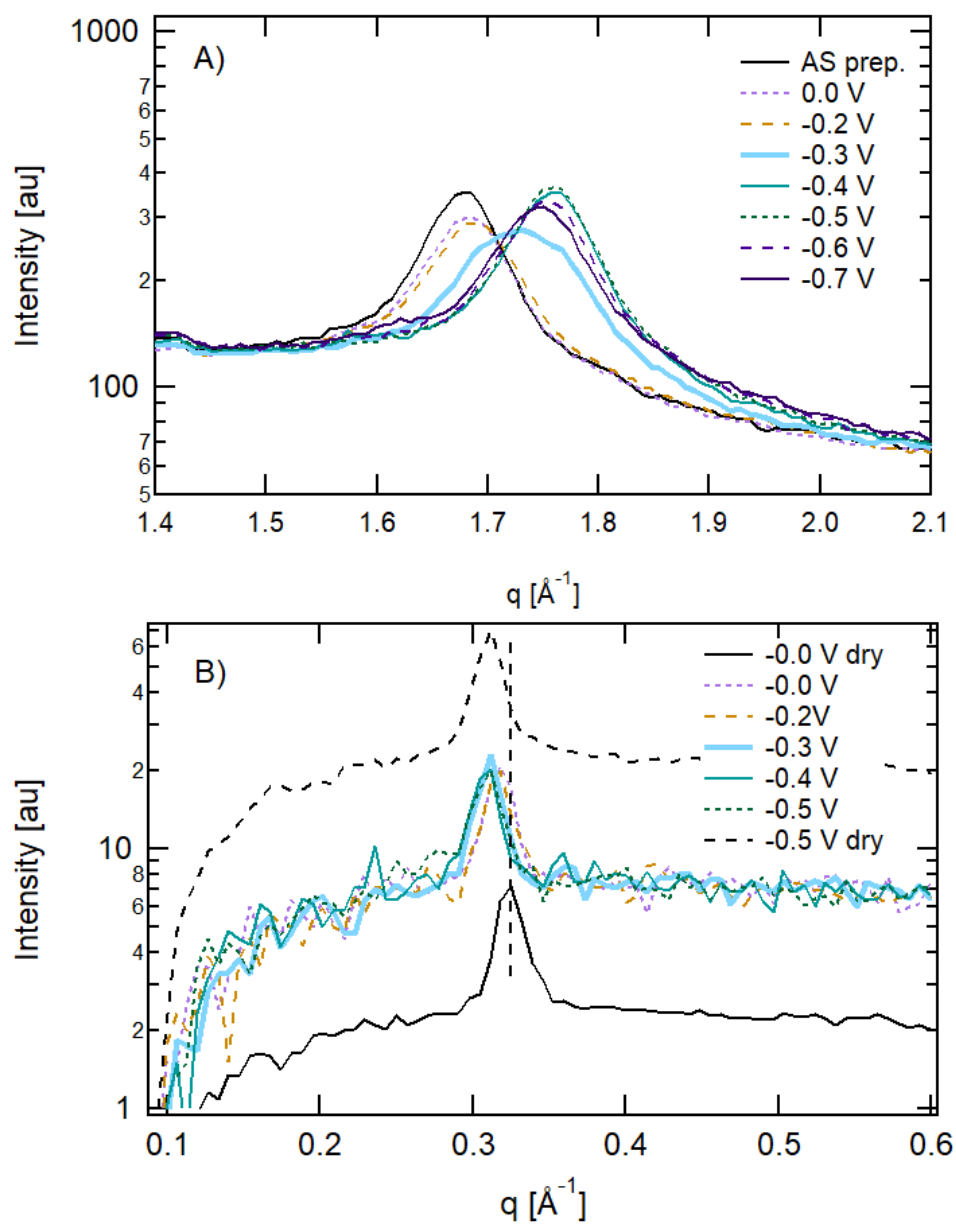 A)
Intensity [au]
1000
7
6
5
4
3
2
100
7
6
5
AS prep.
0.0 V
-0.2 V
-0.3 V
-0.4 V
-0.5 V
-0.6 V
-0.7 V
1.4 1.5 1.6 1.7 1.8 1.9 2.0 2.1
q [Å⁻¹]
B)
Intensity [au]
6
4
2
10
8
6
4
2
1
-0.0 V dry
-0.0 V
-0.2V
-0.3 V
-0.4 V
-0.5 V
-0.5 V dry
0.1 0.2 0.3 0.4 0.5 0.6
q [Å⁻¹]